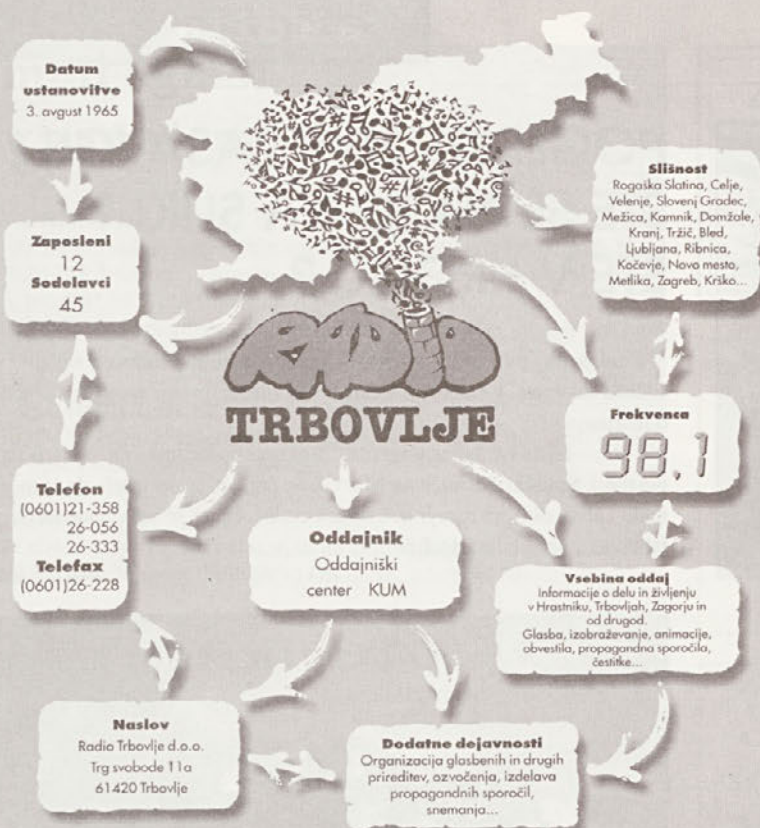 Datum
ustanovitve
3. avgust 1965
Slišnost
Rogaška Slatina, Celje,
Velenje, Slovenj Gradec,
Mežica, Kamnik, Domžale,
Kranj, Tržič, Bled,
Ljubljana, Ribnica,
Kočevje, Novo mesto,
Metlika, Zagreb, Krško...
Zaposleni
12
Sodelavci
45
RADIO
TRBOVLJE
Frekvenca
98,1
Telefon
(0601)21-358
26-056
26-333
Telefax
(0601)26-228
Oddajnik
Oddajniški
center KUM
Vsebina oddaj
Informacije o delu in življenju
v Hrastniku, Trbovljah, Zagorju in
od drugod.
Glasba, izobraževanje, animacije,
obvestila, propagandna sporočila,
čestitke...
Naslov
Radio Trbovlje d.o.o.
Trg svobode 11a
61420 Trbovlje
Dodatne dejavnosti
Organizacija glasbenih in drugih
prireditev, ozvočenja, izdelava
propagandnih sporočil,
snemanja...